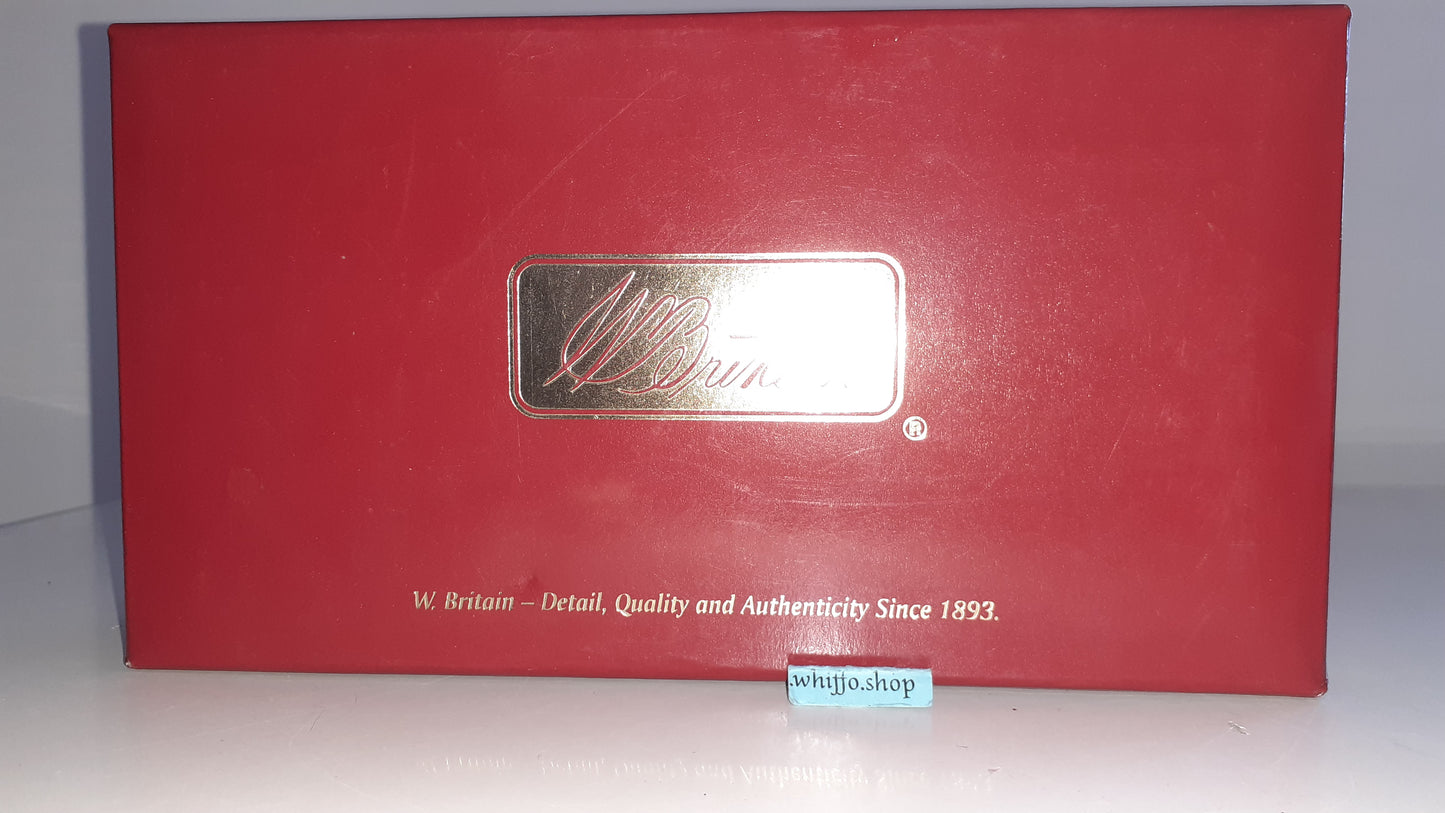 W. Britain
®
W. Britain – Detail, Quality and Authenticity Since 1893.
.whiffo.shop